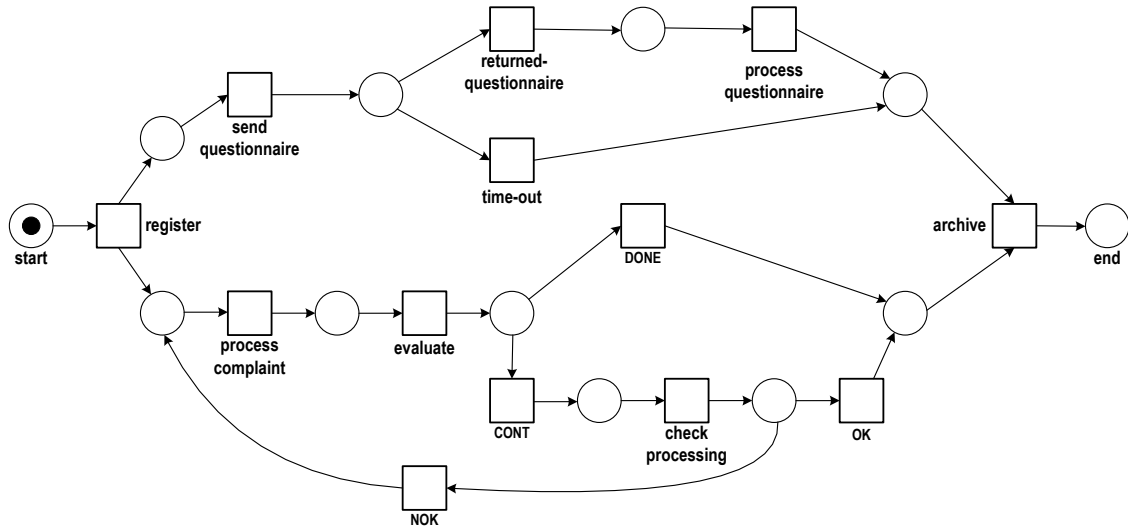 returned-
questionnaire
process
questionnaire
send
questionnaire
time-out
register
archive
start
DONE
end
process
complaint
evaluate
CONT
check
processing
OK
NOK